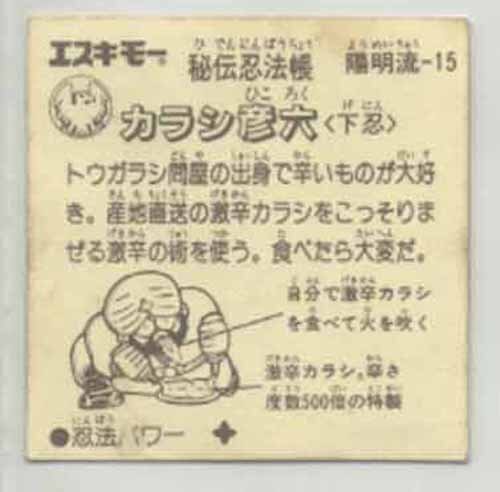 エスキモー®
秘伝忍法帳
陽明流-15
カラシ彦六〈下忍〉
トウガラシ問屋の出身で辛いものが大好
き。産地直送の激辛カラシをこっそりま
ぜる激辛の術を使う。食べたら大変だ。
自分で激辛カラシ
を食べて火を吹く
激辛カラシ。辛さ
度数500倍の特製
●忍法パワー